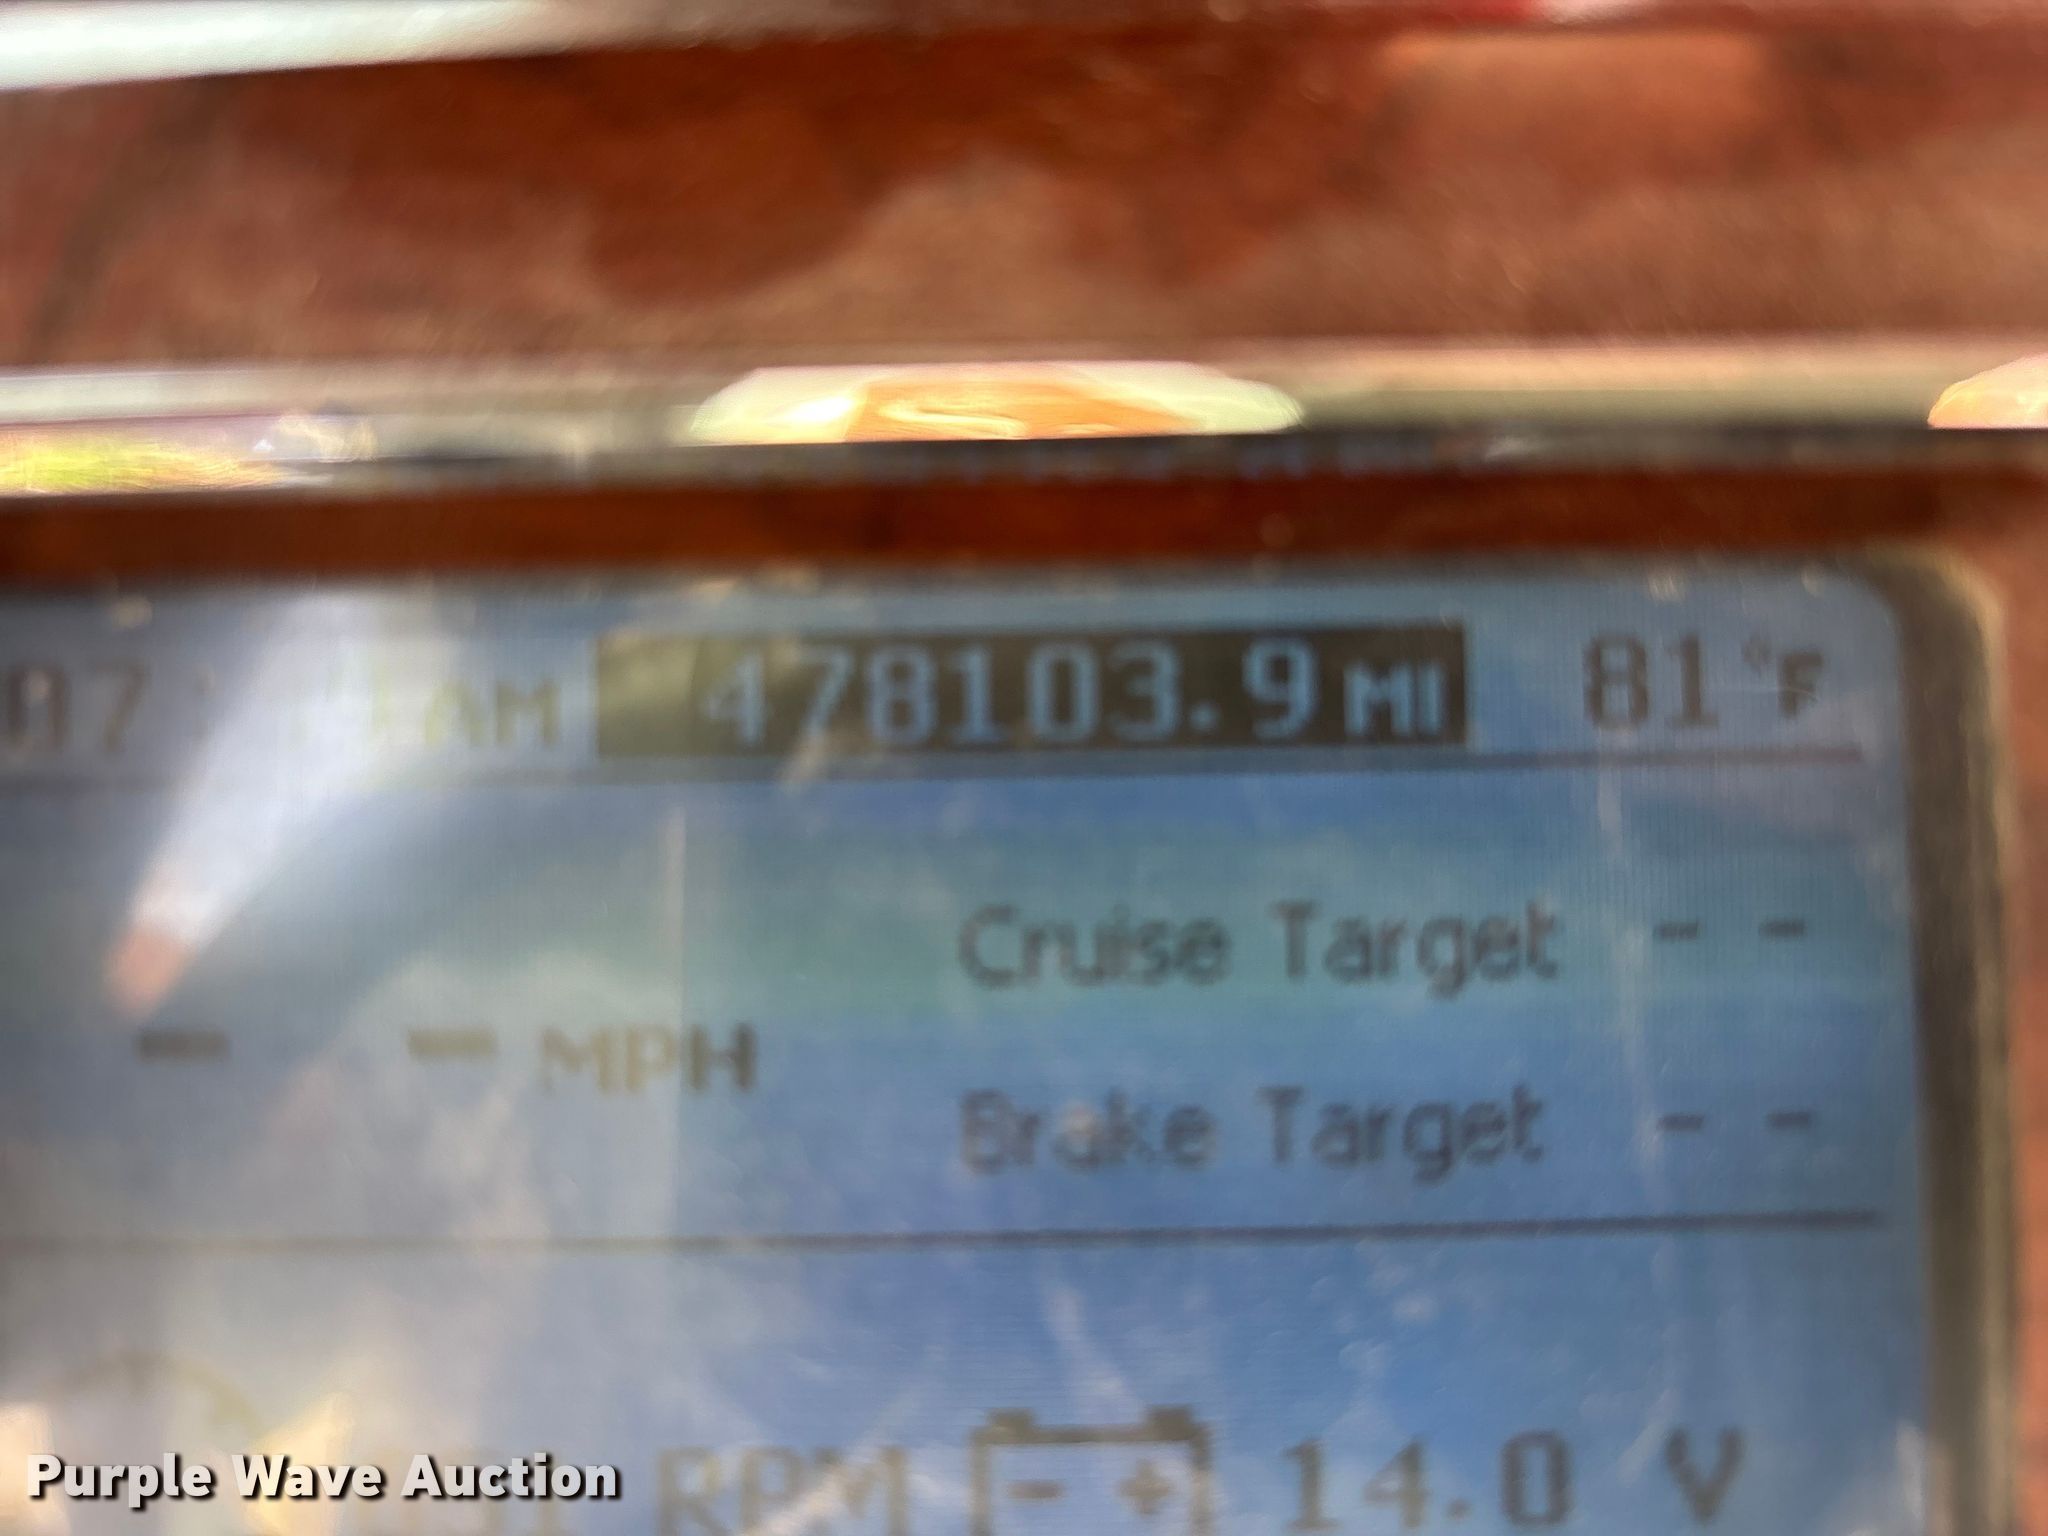 AM 478103.9 MI 81°F
Cruise Target - -
- - MPH
Brake Target - -
RPM - + 14.0 V
Purple Wave Auction